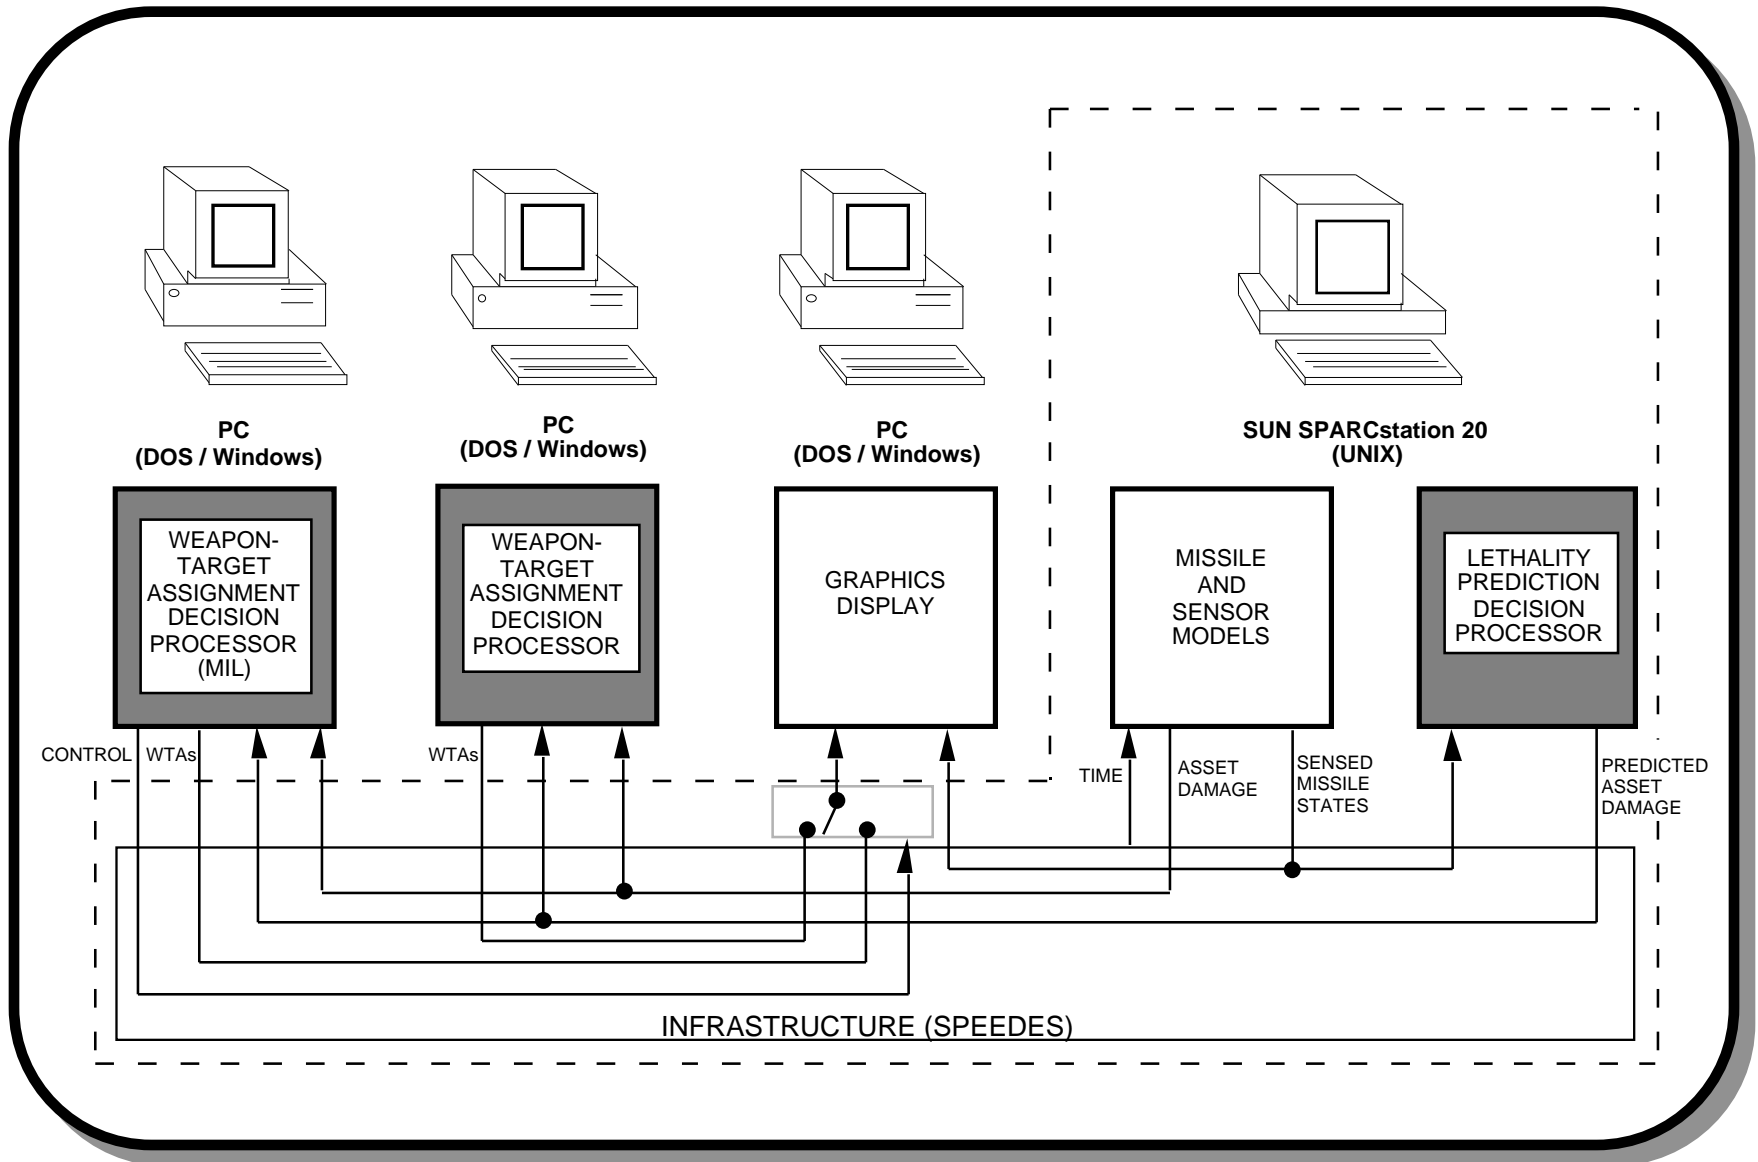 PC
(DOS / Windows)
PC
(DOS / Windows)
PC
(DOS / Windows)
SUN SPARCstation 20
(UNIX)
WEAPON-
TARGET
ASSIGNMENT
DECISION
PROCESSOR
(MIL)
WEAPON-
TARGET
ASSIGNMENT
DECISION
PROCESSOR
GRAPHICS
DISPLAY
MISSILE
AND
SENSOR
MODELS
LETHALITY
PREDICTION
DECISION
PROCESSOR
CONTROL
WTAs
WTAs
TIME
ASSET
DAMAGE
SENSED
MISSILE
STATES
PREDICTED
ASSET
DAMAGE
INFRASTRUCTURE (SPEEDES)